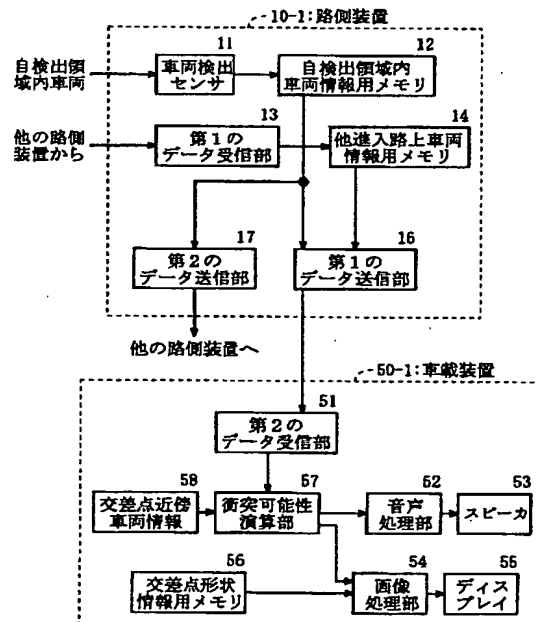 10-1:路側装置
11
12
自検出領
域内車両
車両検出
センサ
自検出領域内
車両情報用メモリ
13
14
他の路側
装置から
第1の
データ受信部
他進入路上車両
情報用メモリ
17
16
第2の
データ送信部
第1の
データ送信部
他の路側装置へ
50-1:車載装置
51
第2の
データ受信部
58
57
52
53
交差点近傍
車両情報
衝突可能性
演算部
音声
処理部
スピーカ
56
54
55
交差点形状
情報用メモリ
画像
処理部
ディス
プレイ